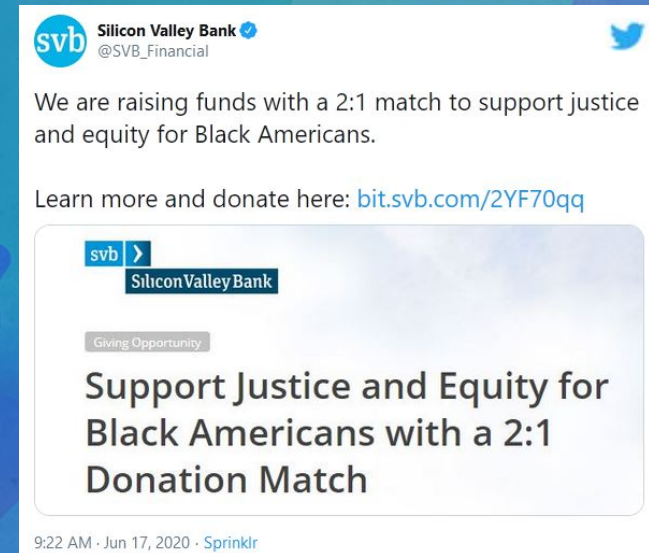 svb
Silicon Valley Bank
@SVB_Financial
We are raising funds with a 2:1 match to support justice
and equity for Black Americans.
Learn more and donate here: bit.svb.com/2YF70qq
svb >
Silicon Valley Bank
Giving Opportunity
Support Justice and Equity for
Black Americans with a 2:1
Donation Match
9:22 AM · Jun 17, 2020 · Sprinklr